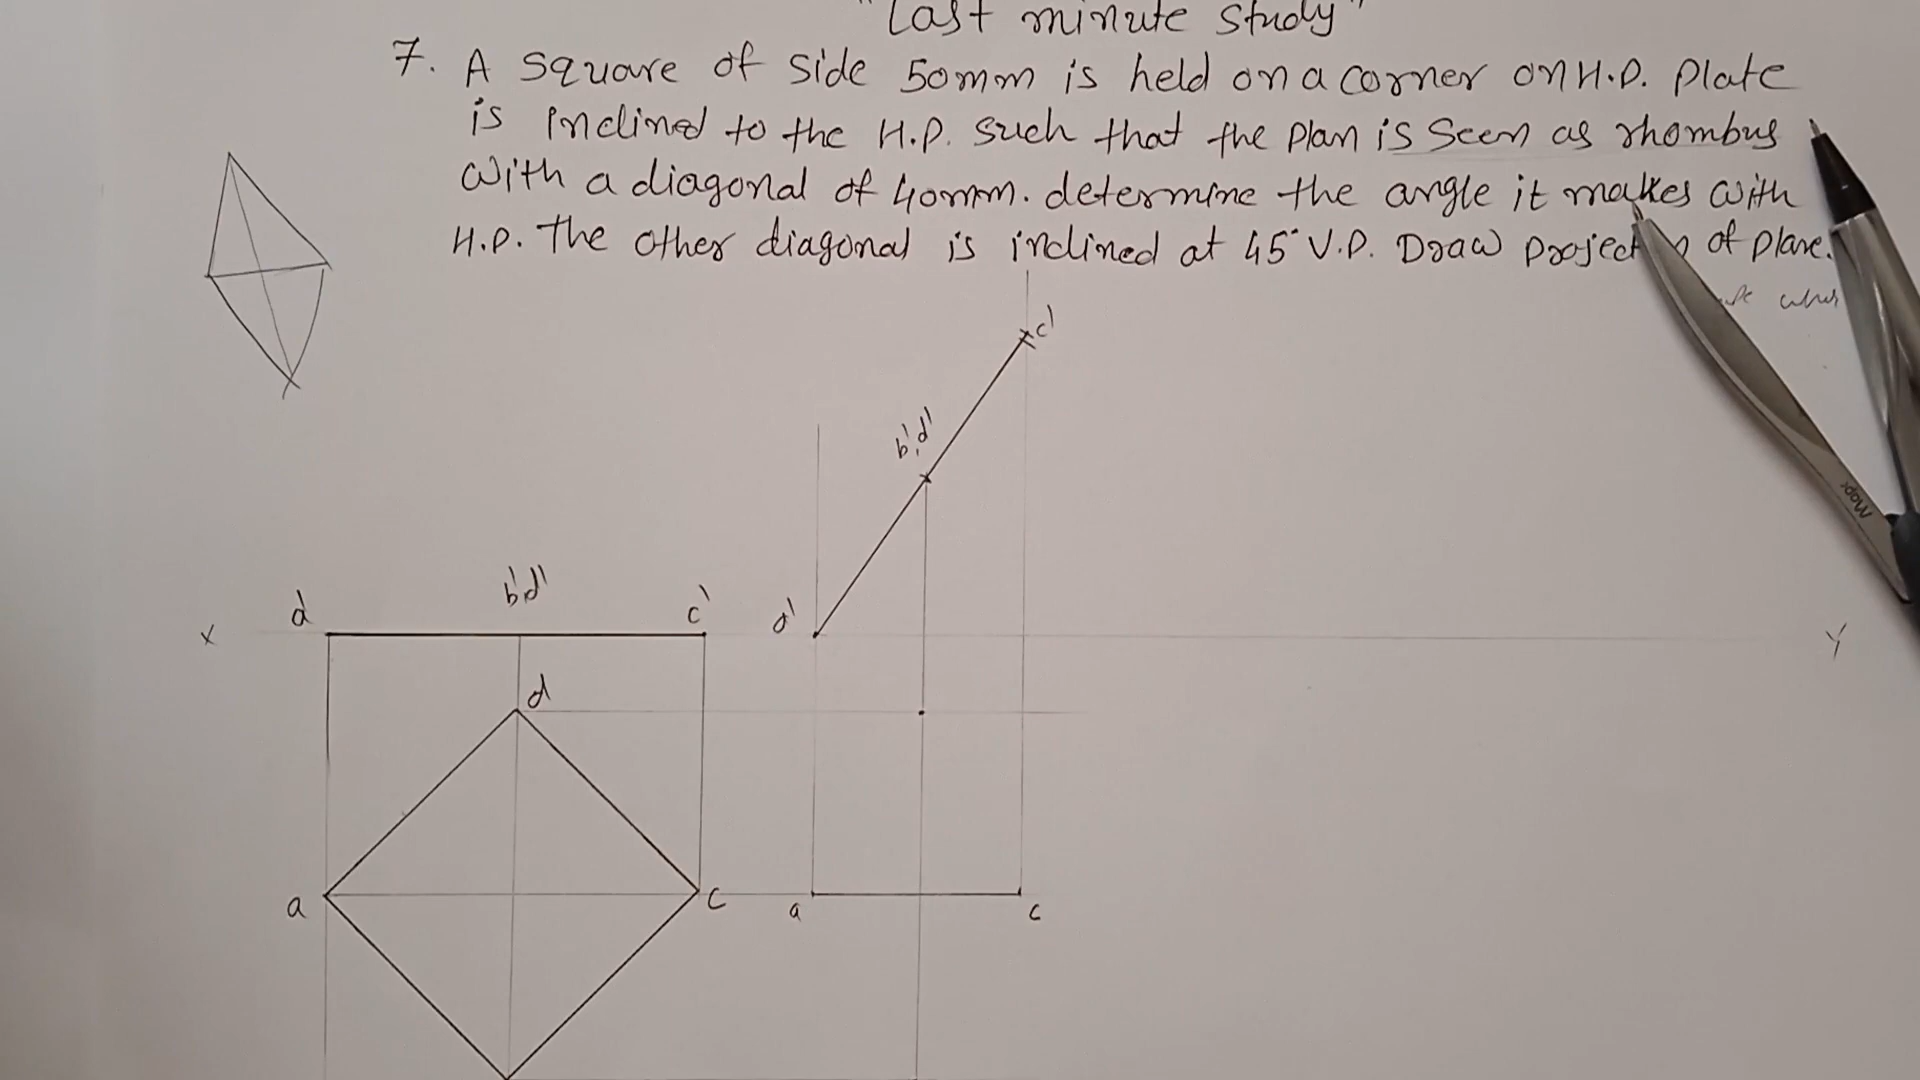 "Last minute study"
7. A square of side 50mm is held on a corner on H.P. Plate
is inclined to the H.P. such that the plan is seen as rhombus
with a diagonal of 40mm. determine the angle it makes with
H.P. The other diagonal is inclined at 45° V.P. Draw project of plane.
c'
b',d'
d' b'd' c' a'
X Y
d
a c a c
Mapr